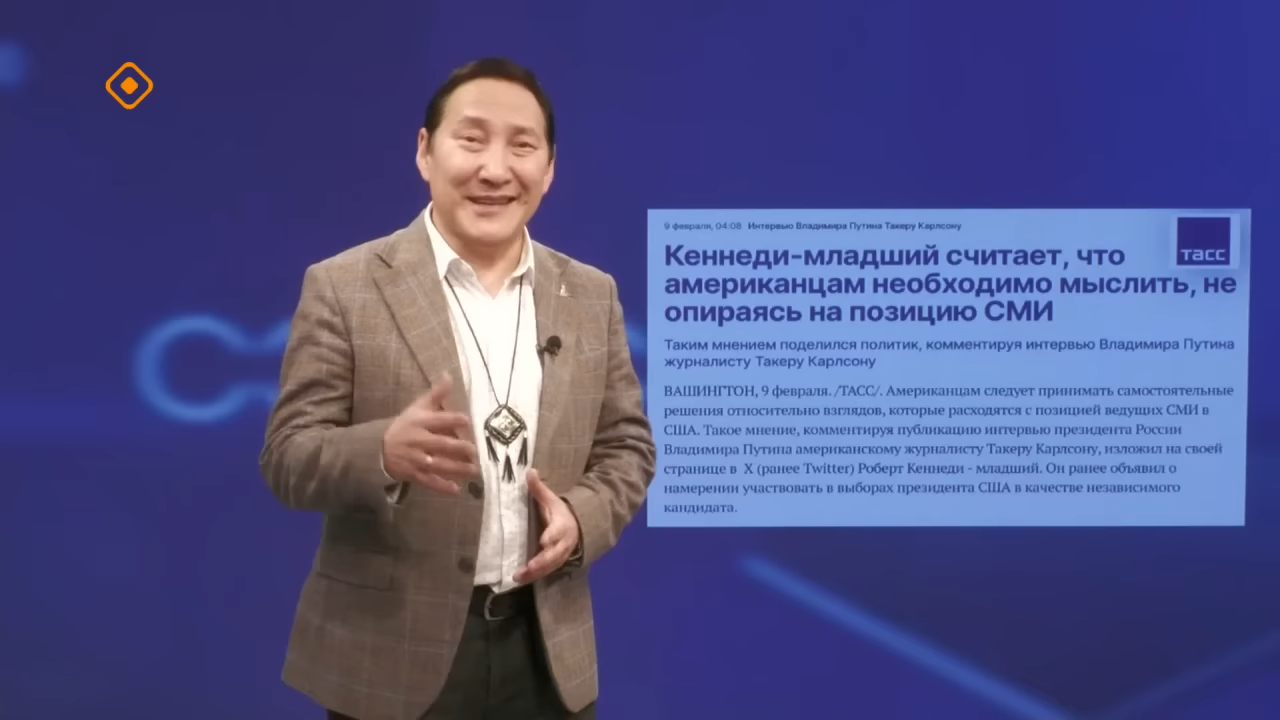 9 февраля, 04:08 Интервью Владимира Путина Такеру Карлсону
тасс
Кеннеди-младший считает, что
американцам необходимо мыслить, не
опираясь на позицию СМИ
Таким мнением поделился политик, комментируя интервью Владимира Путина
журналисту Такеру Карлсону
ВАШИНГТОН, 9 февраля. /ТАСС/. Американцам следует принимать самостоятельные
решения относительно взглядов, которые расходятся с позицией ведущих СМИ в
США. Такое мнение, комментируя публикацию интервью президента России
Владимира Путина американскому журналисту Такеру Карлсону, изложил на своей
странице в X (ранее Twitter) Роберт Кеннеди - младший. Он ранее объявил о
намерении участвовать в выборах президента США в качестве независимого
кандидата.